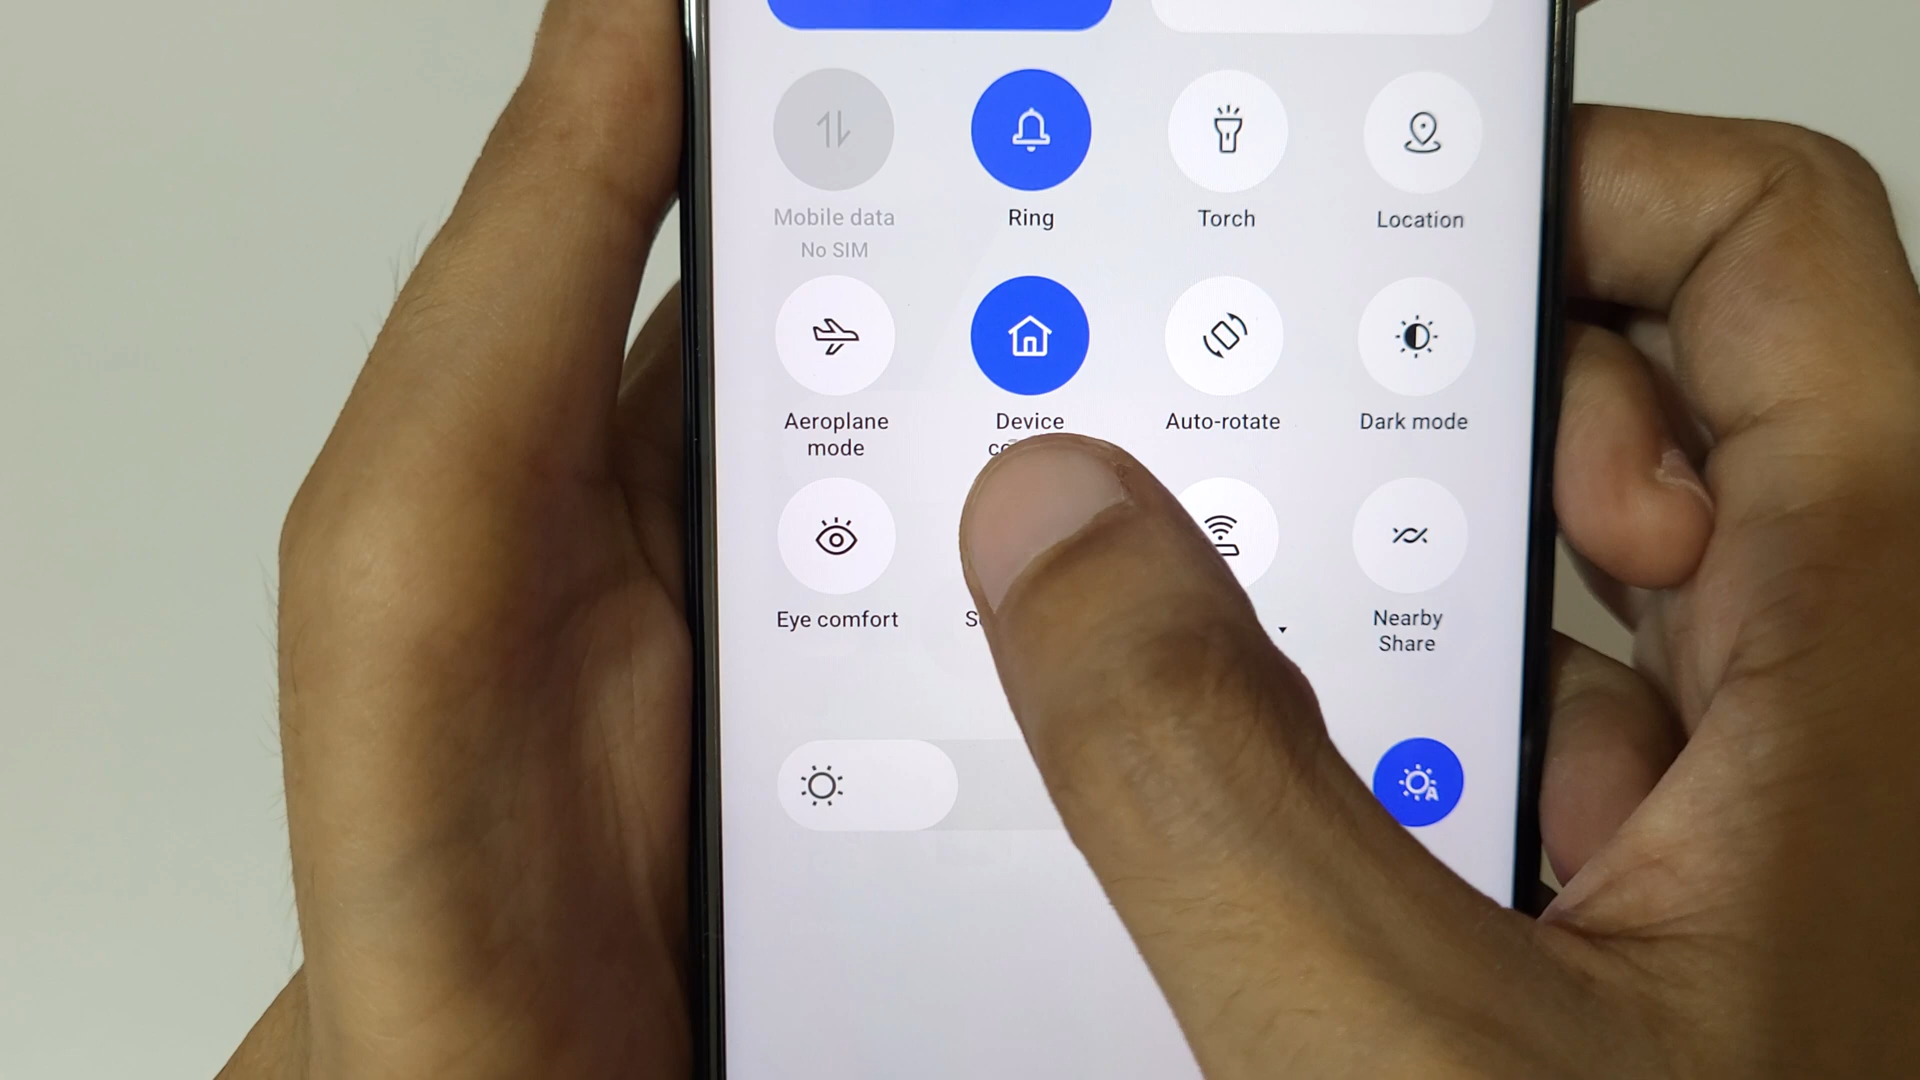 Mobile data
No SIM
Ring
Torch
Location
Aeroplane
mode
Device
Auto-rotate
Dark mode
Eye comfort
Nearby
Share
A